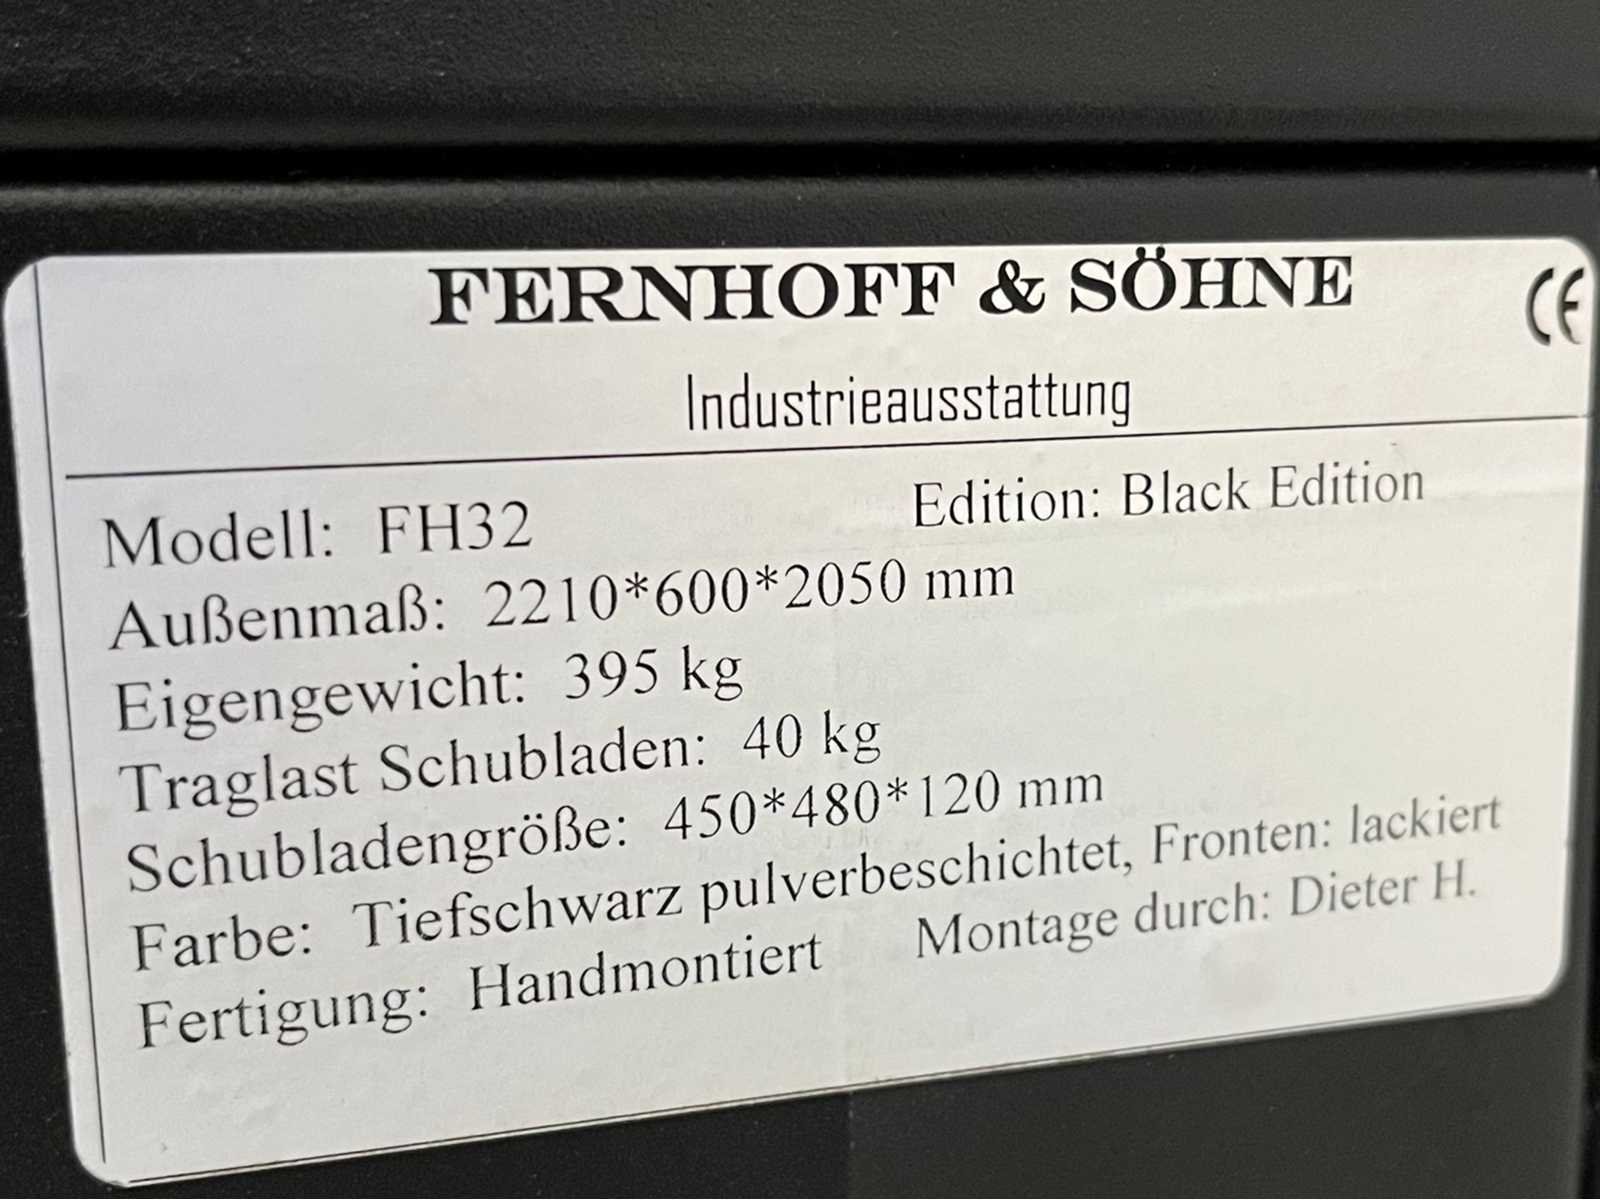 FERNHOFF & SÖHNE
CE
Industrieausstattung
Modell: FH32 Edition: Black Edition
Außenmaß: 2210*600*2050 mm
Eigengewicht: 395 kg
Traglast Schubladen: 40 kg
Schubladengröße: 450*480*120 mm
Farbe: Tiefschwarz pulverbeschichtet, Fronten: lackiert
Fertigung: Handmontiert Montage durch: Dieter H.